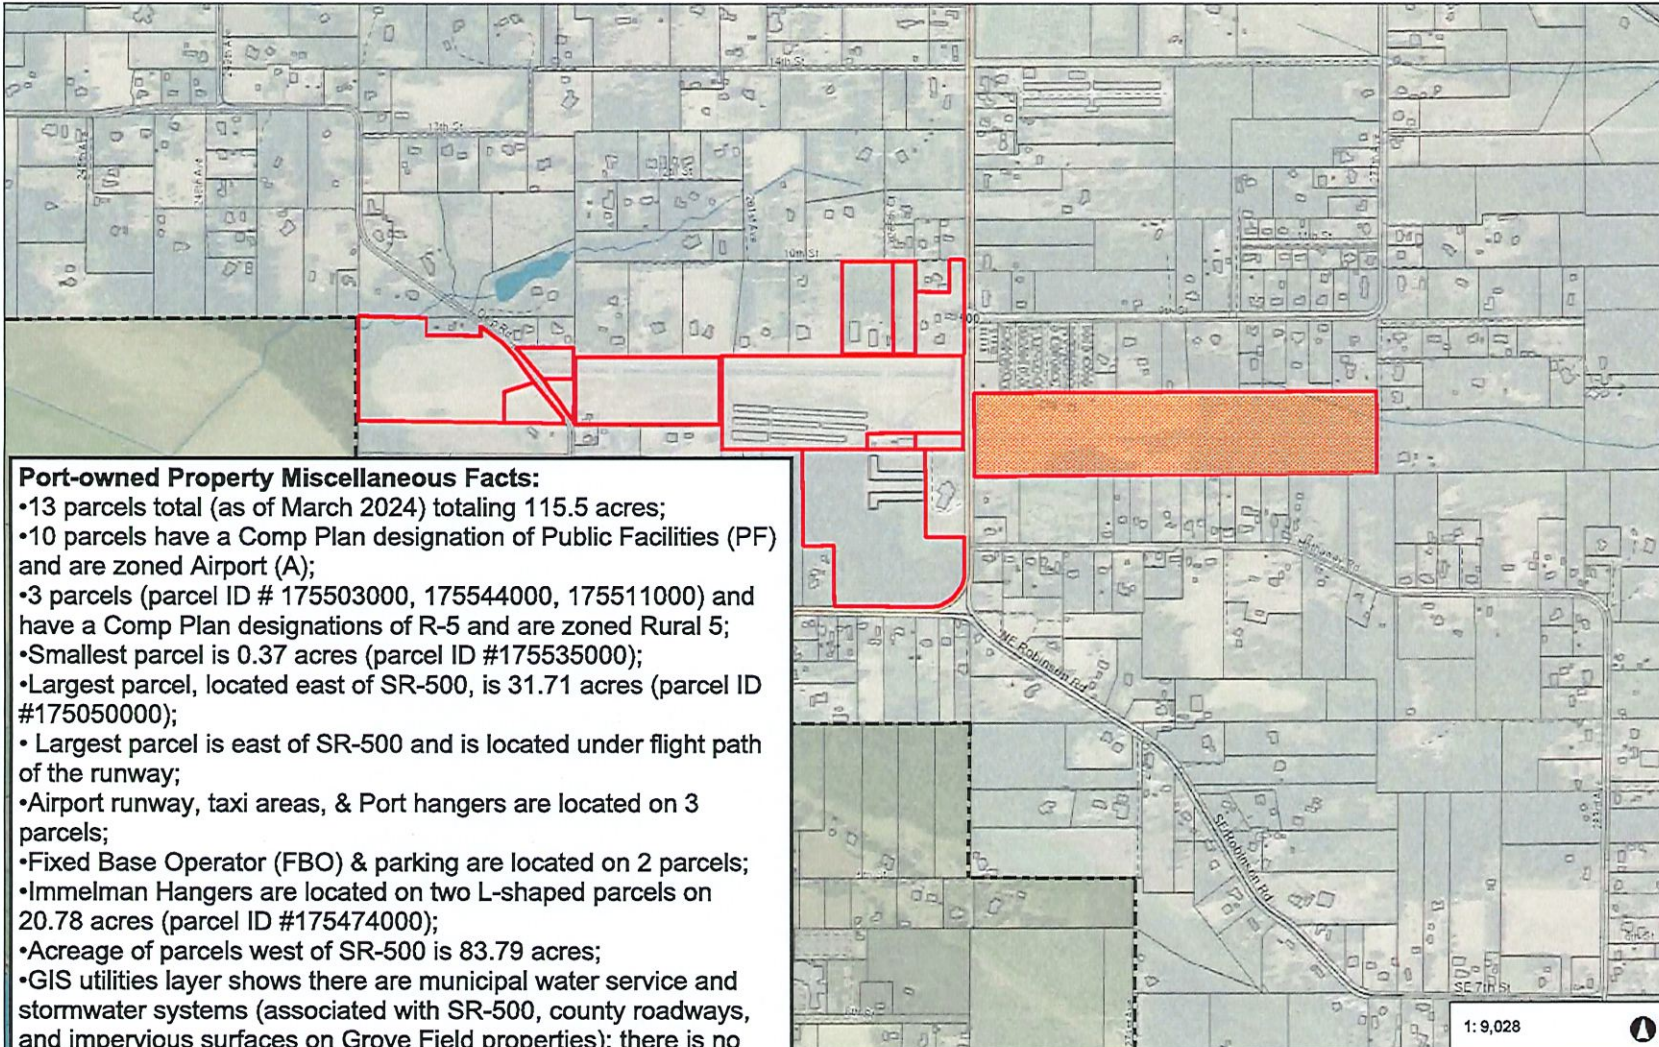 14th St
13th St
10th St
NE Robinson Rd
SE Robinson Rd
SE 7th St
1: 9,028
Port-owned Property Miscellaneous Facts:
•13 parcels total (as of March 2024) totaling 115.5 acres;
•10 parcels have a Comp Plan designation of Public Facilities (PF)
and are zoned Airport (A);
•3 parcels (parcel ID # 175503000, 175544000, 175511000) and
have a Comp Plan designations of R-5 and are zoned Rural 5;
•Smallest parcel is 0.37 acres (parcel ID #175535000);
•Largest parcel, located east of SR-500, is 31.71 acres (parcel ID
#175050000);
• Largest parcel is east of SR-500 and is located under flight path
of the runway;
•Airport runway, taxi areas, & Port hangers are located on 3
parcels;
•Fixed Base Operator (FBO) & parking are located on 2 parcels;
•Immelman Hangers are located on two L-shaped parcels on
20.78 acres (parcel ID #175474000);
•Acreage of parcels west of SR-500 is 83.79 acres;
•GIS utilities layer shows there are municipal water service and
stormwater systems (associated with SR-500, county roadways,
and impervious surfaces on Grove Field properties); there is no